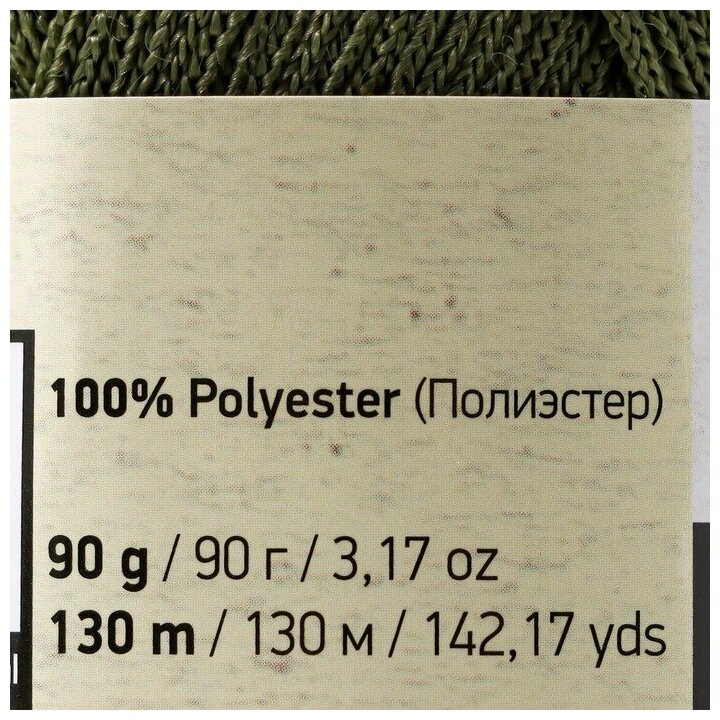 100% Polyester (Полиэстер)
90 g / 90 г / 3,17 oz
130 m / 130 м / 142,17 yds